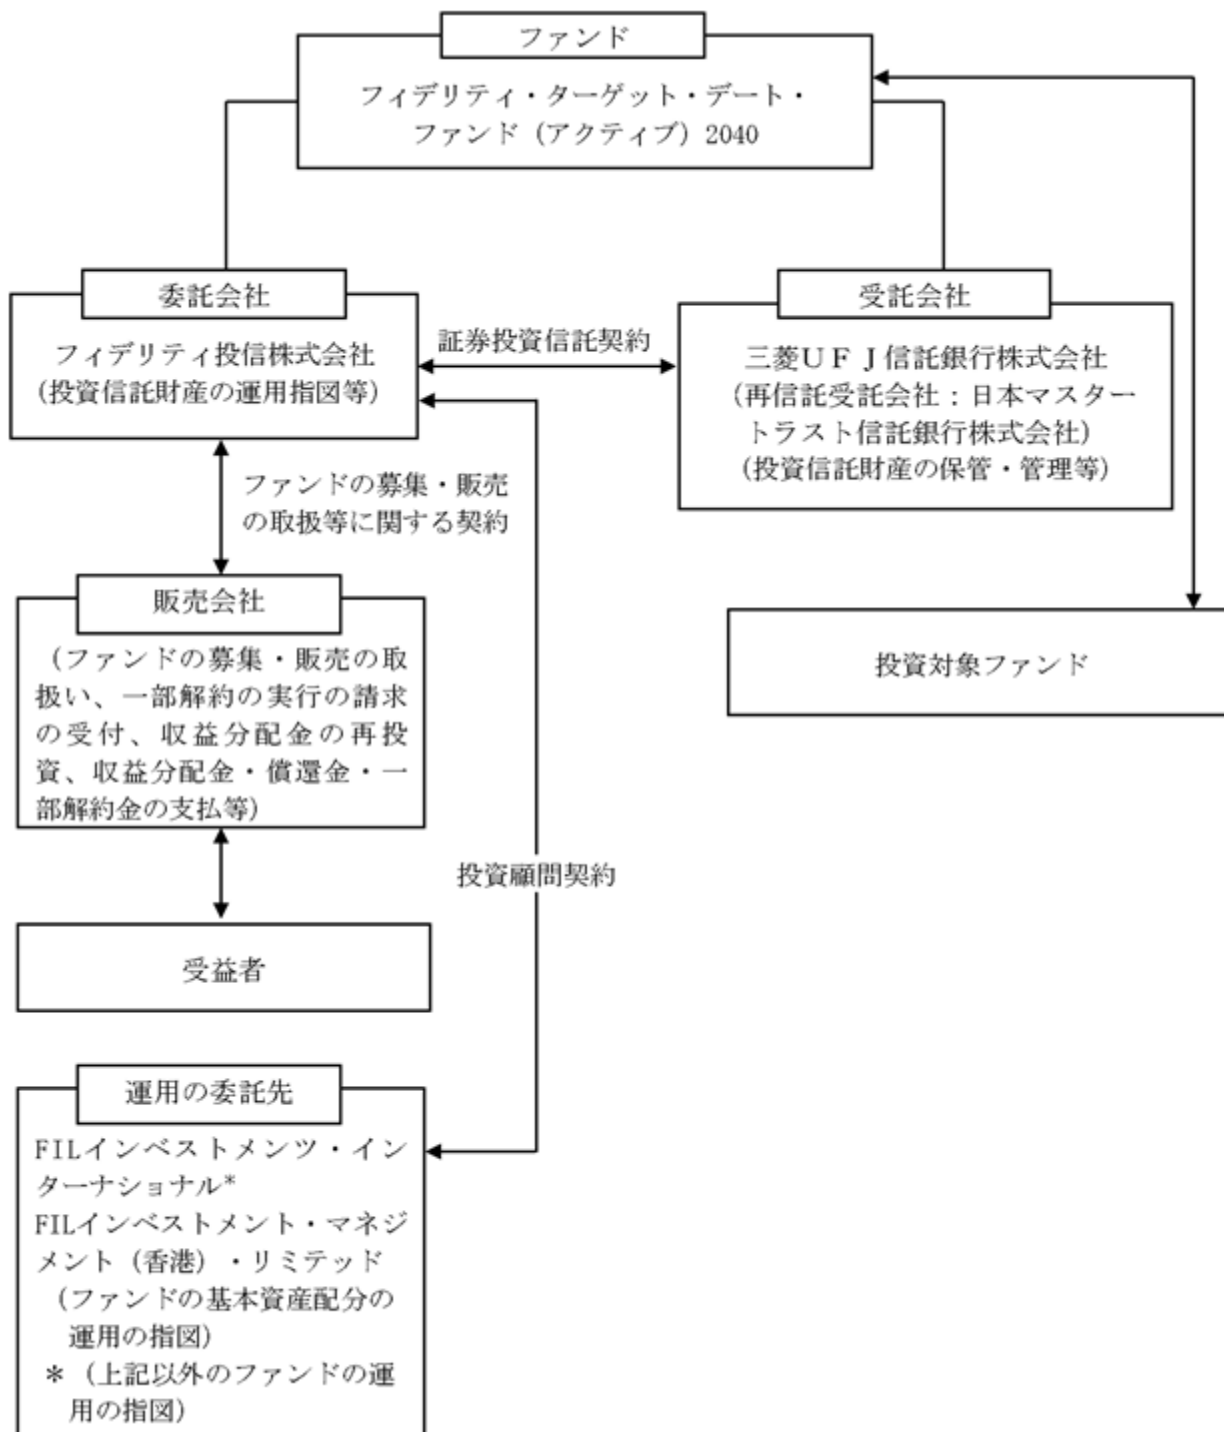 ファンド
フィデリティ・ターゲット・デート・
ファンド（アクティブ）2040
委託会社
フィデリティ投信株式会社
（投資信託財産の運用指図等）
証券投資信託契約
受託会社
三菱ＵＦＪ信託銀行株式会社
（再信託受託会社：日本マスター
トラスト信託銀行株式会社）
（投資信託財産の保管・管理等）
ファンドの募集・販売
の取扱等に関する契約
販売会社
（ファンドの募集・販売の取
扱い、一部解約の実行の請求
の受付、収益分配金の再投
資、収益分配金・償還金・一
部解約金の支払等）
投資対象ファンド
投資顧問契約
受益者
運用の委託先
FILインベストメンツ・イン
ターナショナル*
FILインベストメント・マネジ
メント（香港）・リミテッド
（ファンドの基本資産配分の
運用の指図）
＊（上記以外のファンドの運
用の指図）